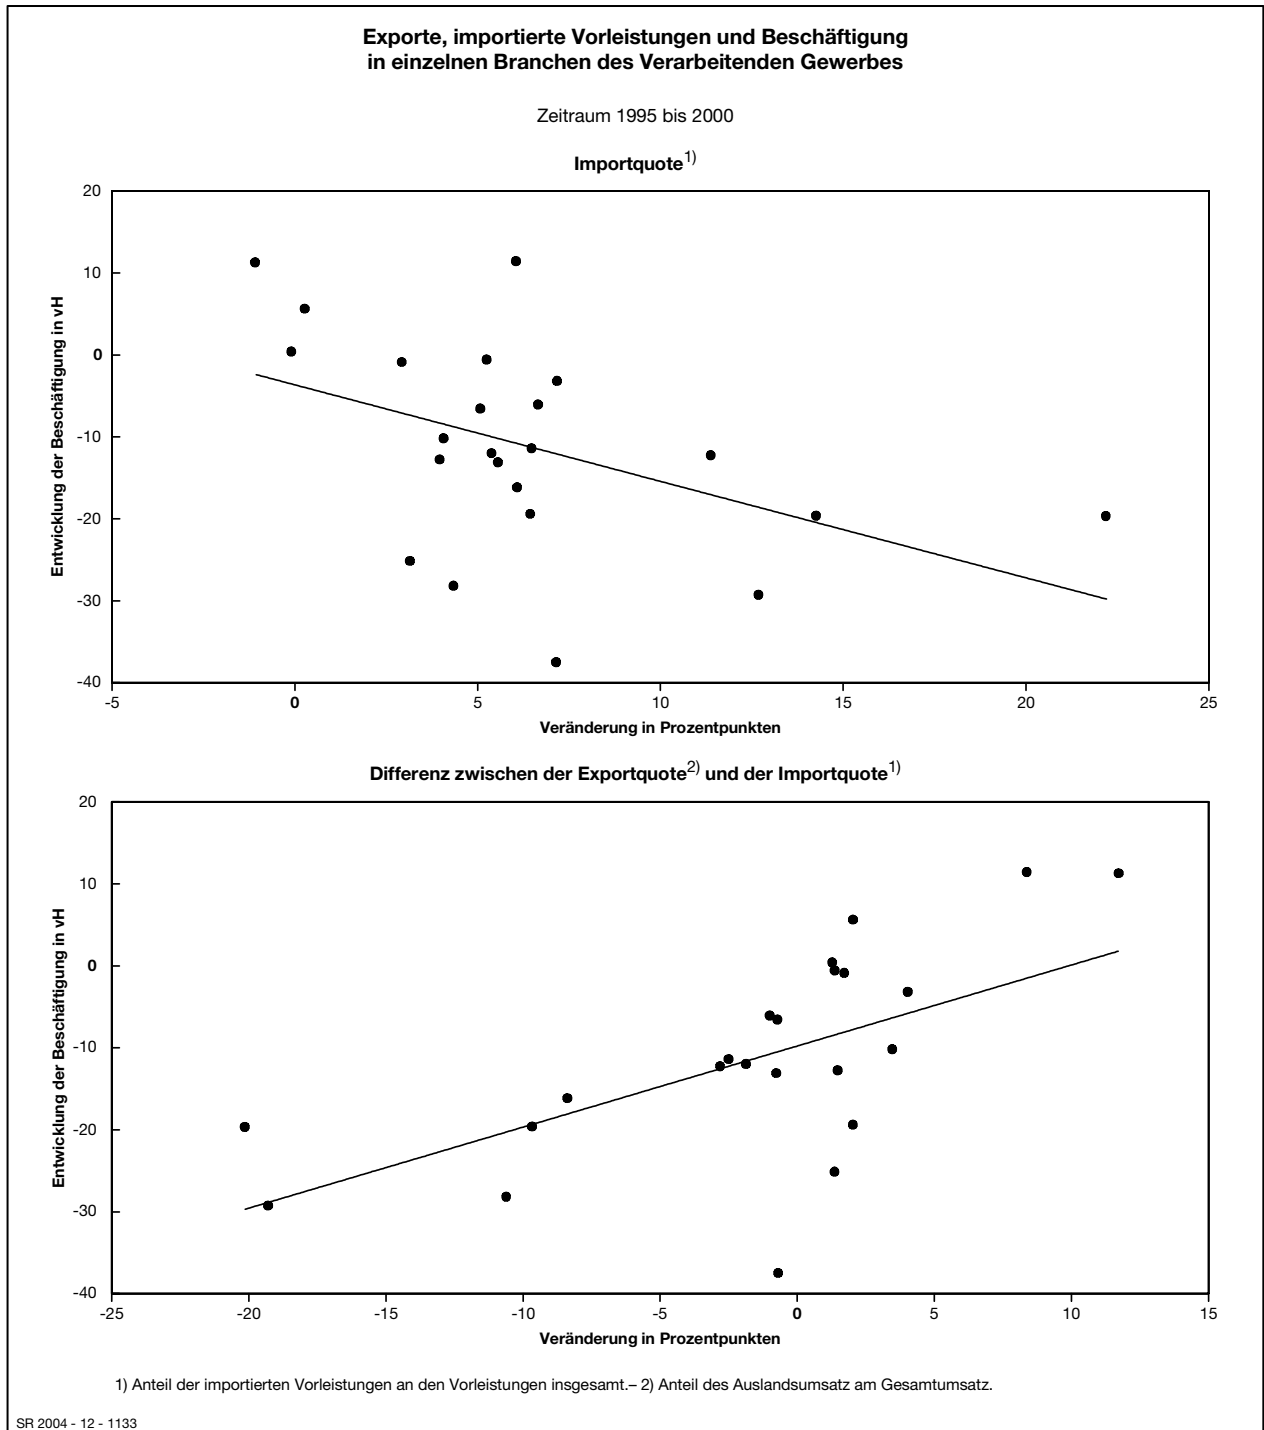 Exporte, importierte Vorleistungen und Beschäftigung
in einzelnen Branchen des Verarbeitenden Gewerbes
Zeitraum 1995 bis 2000
Importquote1)
Entwicklung der Beschäftigung in vH
20
10
0
-10
-20
-30
-40
-5 0 5 10 15 20 25
Veränderung in Prozentpunkten
Differenz zwischen der Exportquote2) und der Importquote1)
Entwicklung der Beschäftigung in vH
20
10
0
-10
-20
-30
-40
-25 -20 -15 -10 -5 0 5 10 15
Veränderung in Prozentpunkten
1) Anteil der importierten Vorleistungen an den Vorleistungen insgesamt.– 2) Anteil des Auslandsumsatz am Gesamtumsatz.
SR 2004 - 12 - 1133